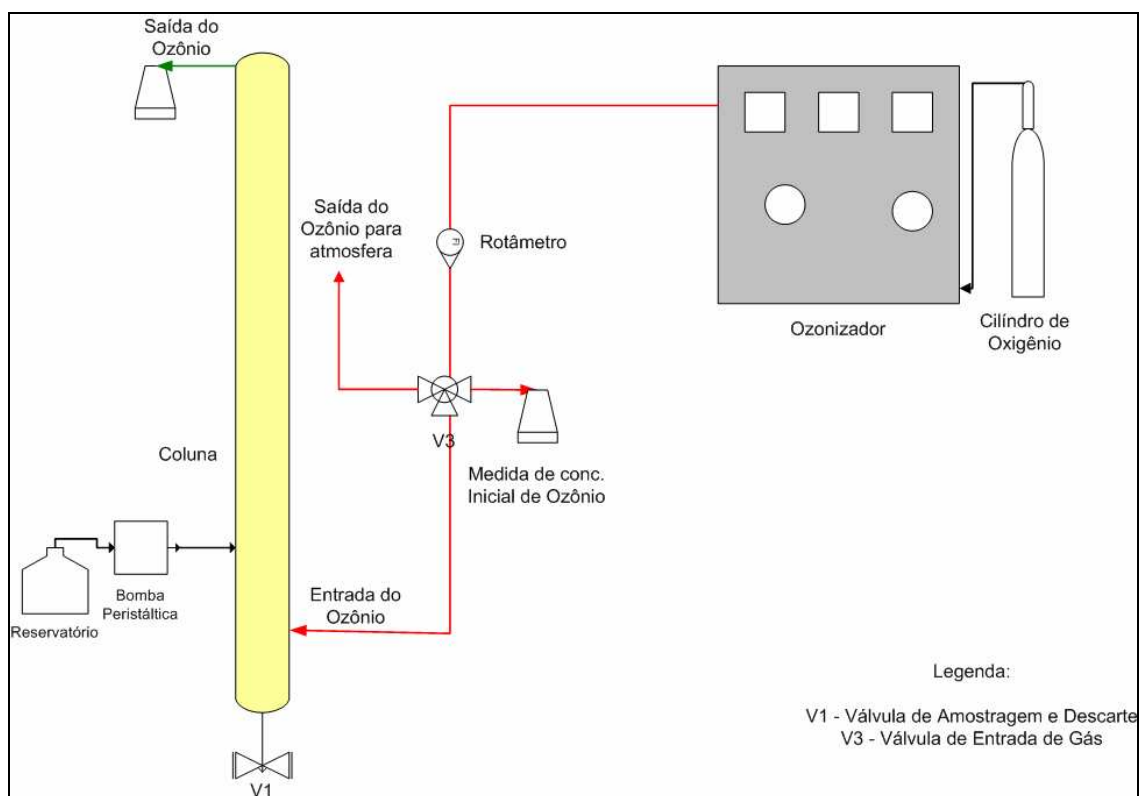 Saída do
Ozônio
Saída do
Ozônio para
atmosfera
FI
Rotâmetro
Ozonizador
Cilíndro de
Oxigênio
V3
Medida de conc.
Inicial de Ozônio
Coluna
Bomba
Peristáltica
Reservatório
Entrada do
Ozônio
V1
Legenda:
V1 - Válvula de Amostragem e Descarte
V3 - Válvula de Entrada de Gás